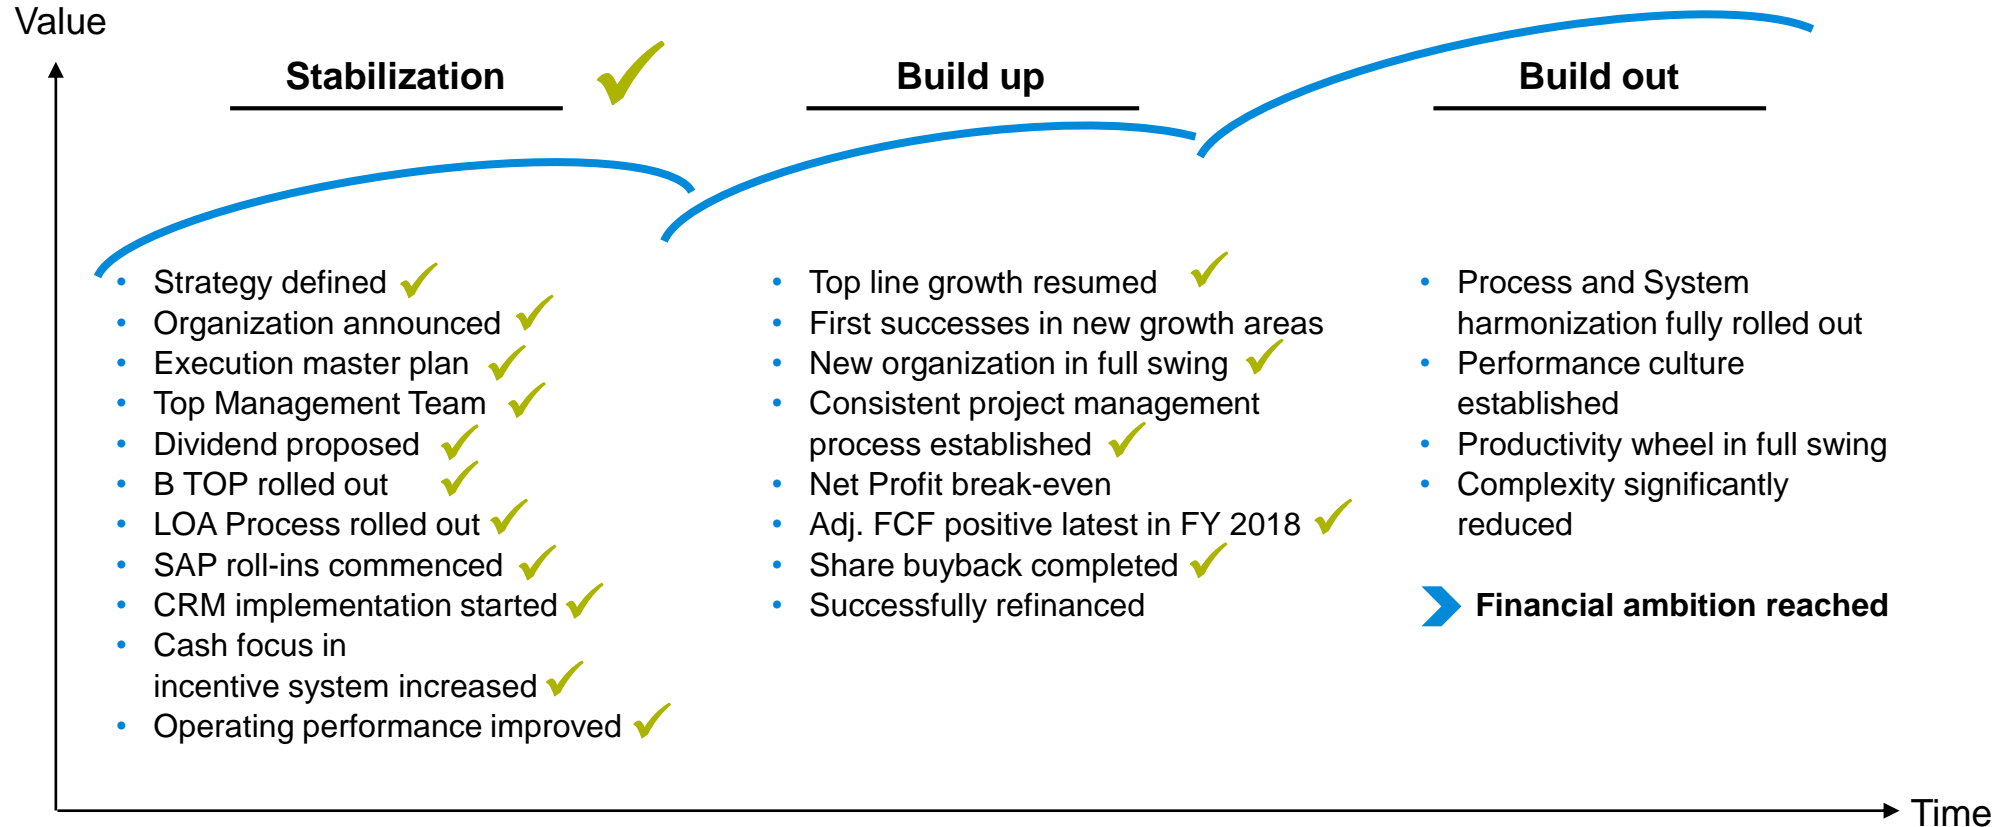 Value
Stabilization
Build up
Build out
• Strategy defined
• Organization announced
• Execution master plan
• Top Management Team
• Dividend proposed
• B TOP rolled out
• LOA Process rolled out
• SAP roll-ins commenced
• CRM implementation started
• Cash focus in
incentive system increased
• Operating performance improved
• Top line growth resumed
• First successes in new growth areas
• New organization in full swing
• Consistent project management
process established
• Net Profit break-even
• Adj. FCF positive latest in FY 2018
• Share buyback completed
• Successfully refinanced
• Process and System
harmonization fully rolled out
• Performance culture
established
• Productivity wheel in full swing
• Complexity significantly
reduced
Financial ambition reached
Time